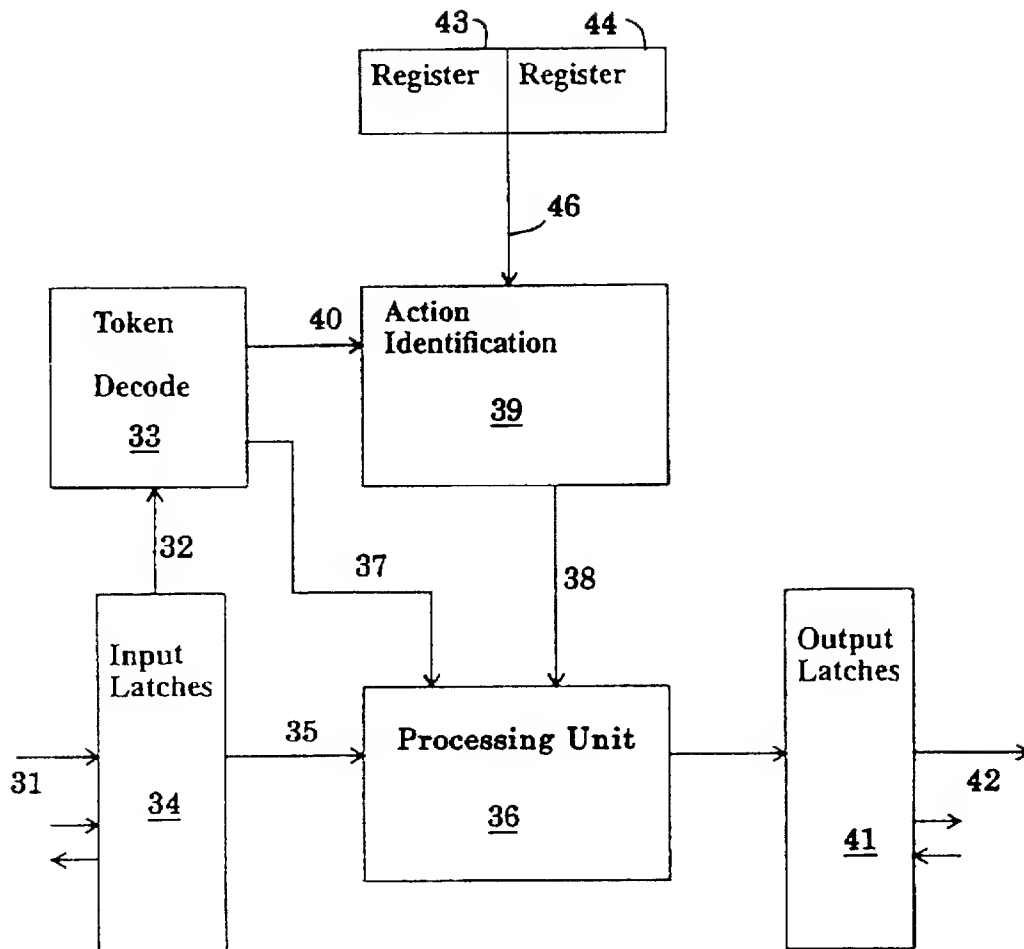 43 44
Register Register
46
Token
Decode
33
40
Action
Identification
39
32
37
38
Input
Latches
34
31
35
Processing Unit
36
Output
Latches
41
42